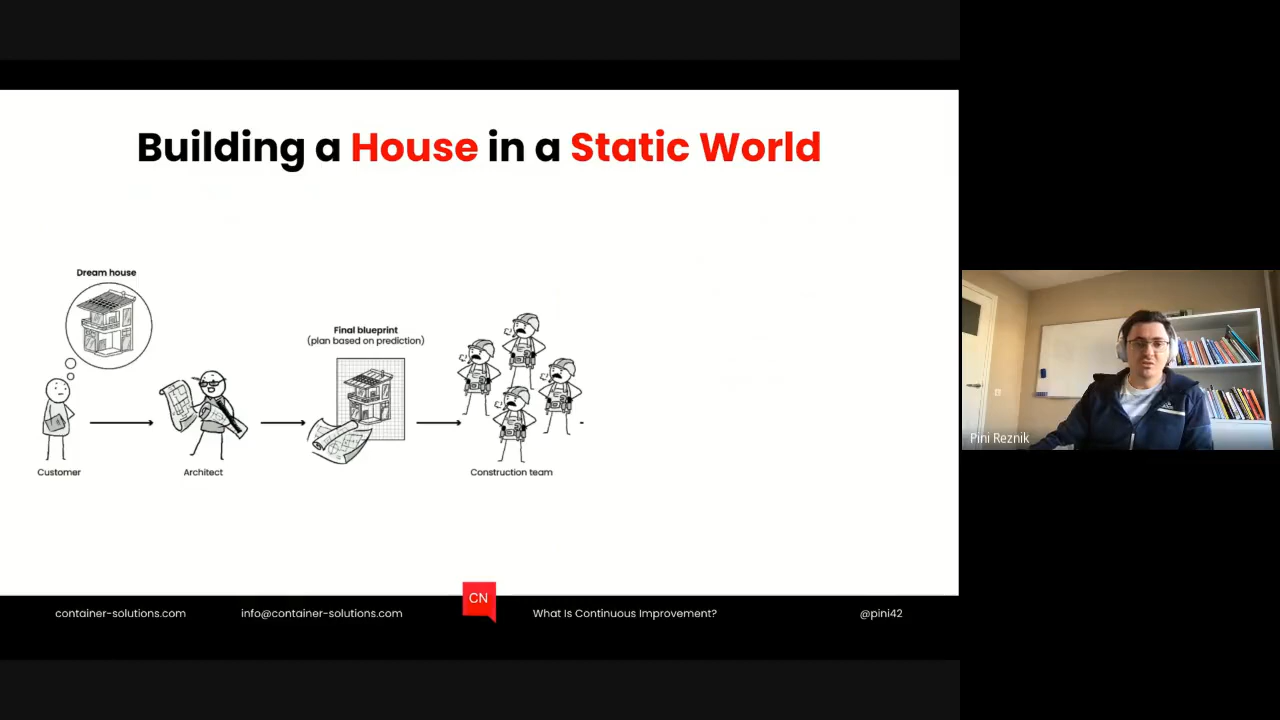 Building a House in a Static World
Dream house
Final blueprint
(plan based on prediction)
Customer
Architect
Construction team
Pini Reznik
container-solutions.com
info@container-solutions.com
CN
What Is Continuous Improvement?
@pini42